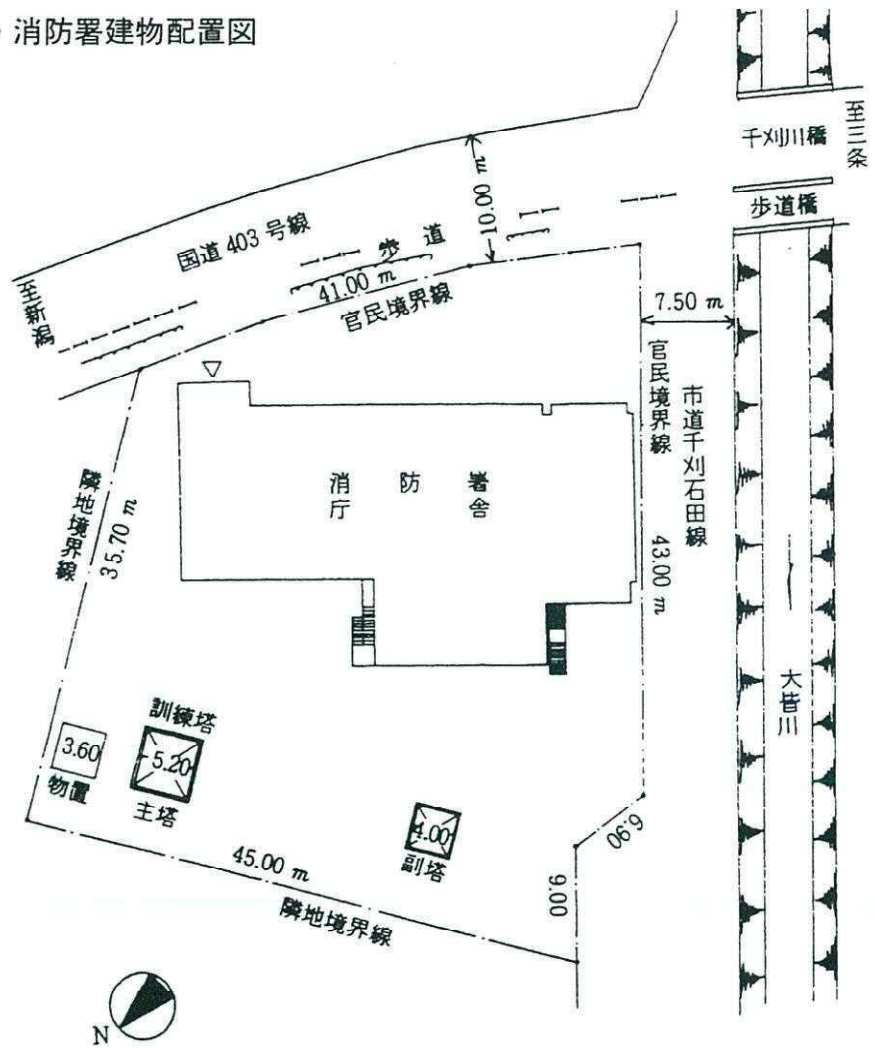 消防署建物配置図
千刈川橋
至三条
歩道橋
国道403号線
歩道
10.00 m
至新潟
41.00 m
官民境界線
7.50 m
官民境界線
市道千刈石田線
43.00 m
隣地境界線
35.70 m
消防署
庁舎
大皆川
訓練塔
3.60
5.20
物置
主塔
4.00
副塔
6.90
9.00
45.00 m
隣地境界線
N